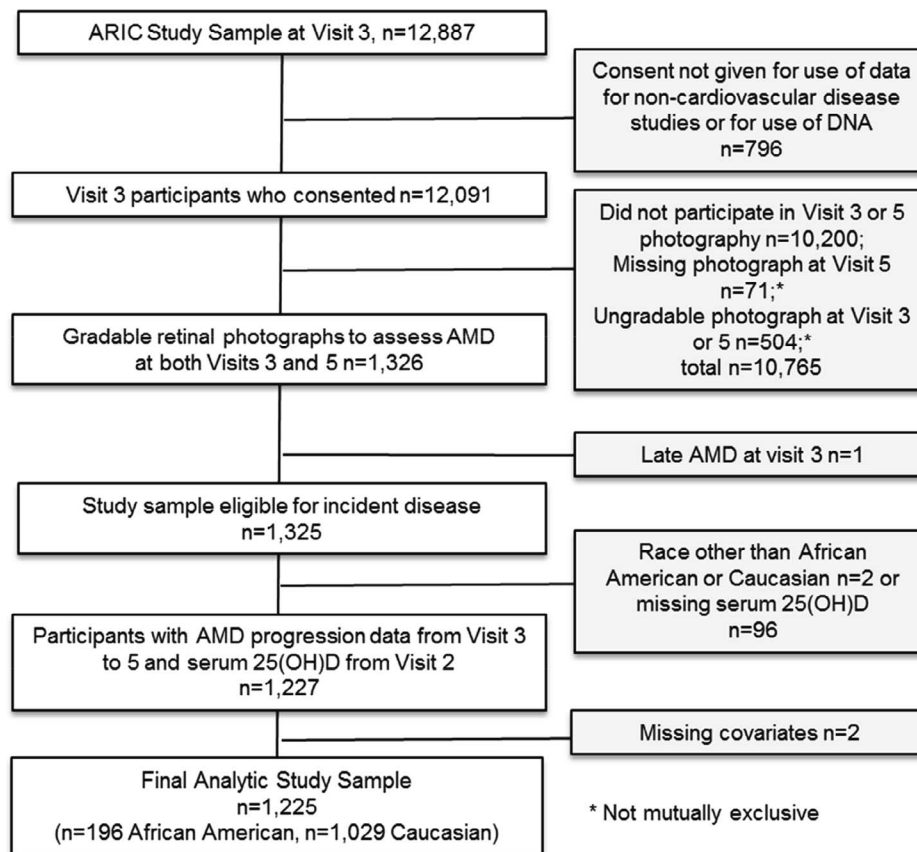 ARIC Study Sample at Visit 3, n=12,887
Consent not given for use of data
for non-cardiovascular disease
studies or for use of DNA
n=796
Visit 3 participants who consented n=12,091
Did not participate in Visit 3 or 5
photography n=10,200;
Missing photograph at Visit 5
n=71;*
Ungradable photograph at Visit 3
or 5 n=504;*
total n=10,765
Gradable retinal photographs to assess AMD
at both Visits 3 and 5 n=1,326
Late AMD at visit 3 n=1
Study sample eligible for incident disease
n=1,325
Race other than African
American or Caucasian n=2 or
missing serum 25(OH)D
n=96
Participants with AMD progression data from Visit 3
to 5 and serum 25(OH)D from Visit 2
n=1,227
Missing covariates n=2
Final Analytic Study Sample
n=1,225
(n=196 African American, n=1,029 Caucasian)
* Not mutually exclusive